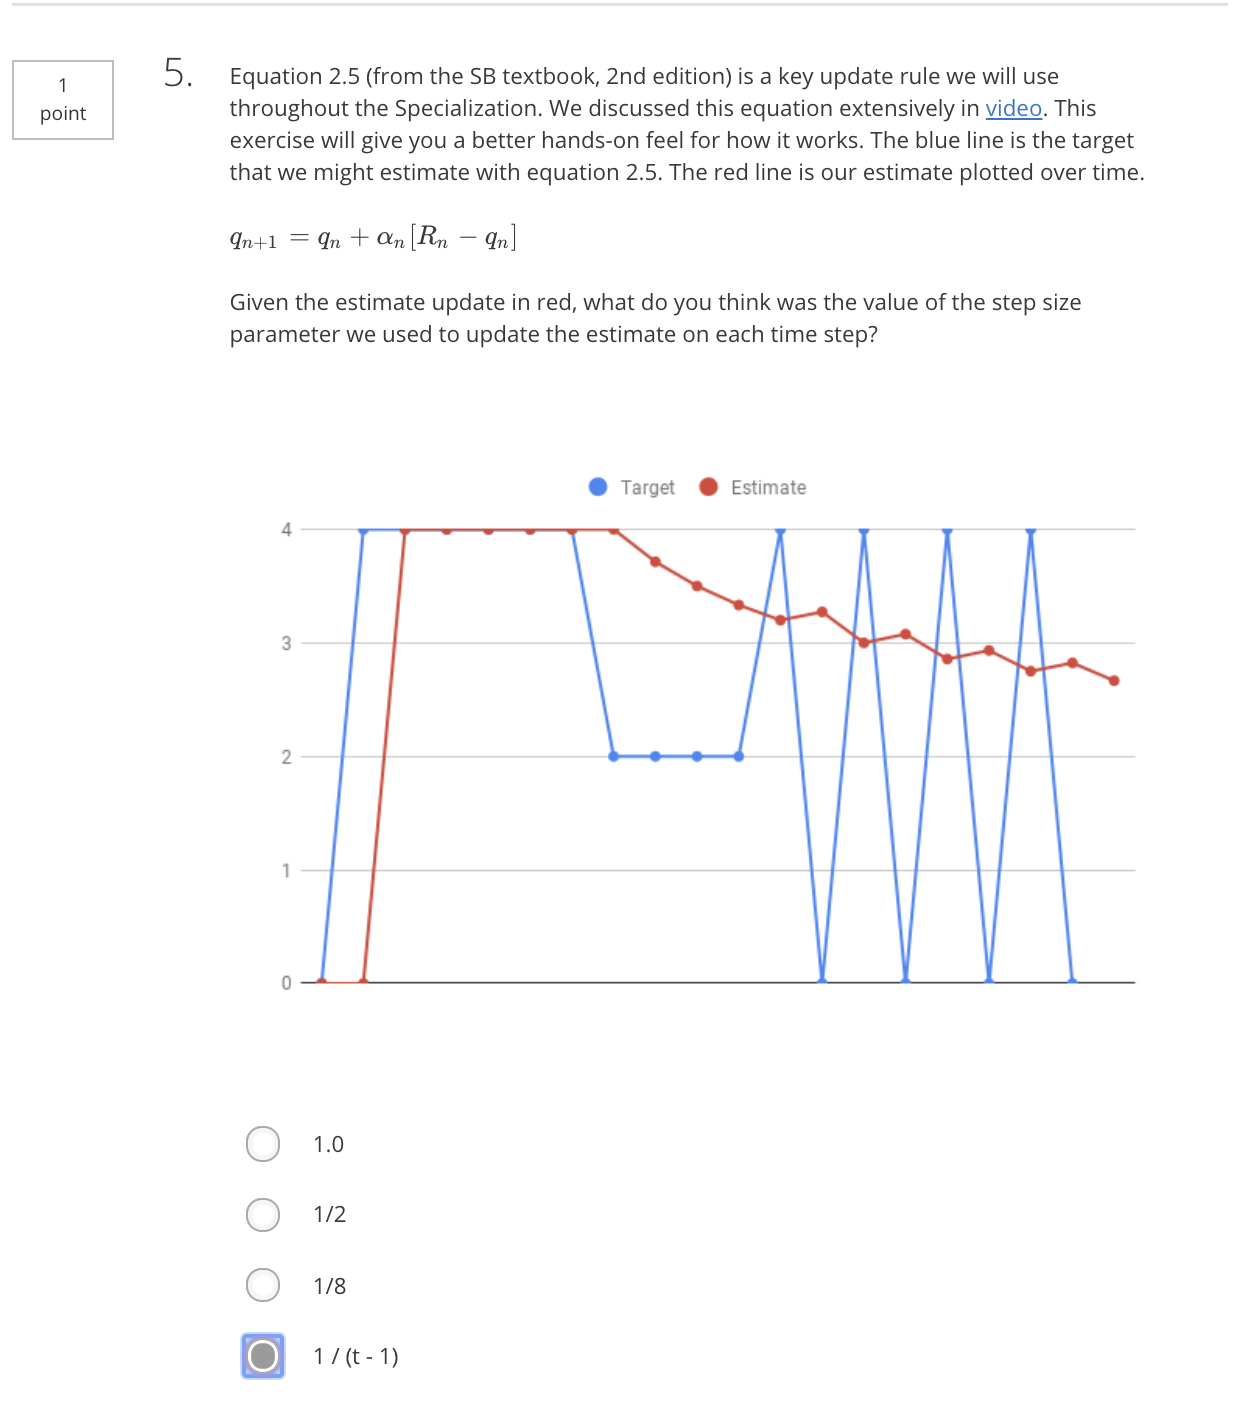 1
point
5.
Equation 2.5 (from the SB textbook, 2nd edition) is a key update rule we will use
throughout the Specialization. We discussed this equation extensively in video. This
exercise will give you a better hands-on feel for how it works. The blue line is the target
that we might estimate with equation 2.5. The red line is our estimate plotted over time.
qₙ₊₁ = qₙ + αₙ[Rₙ − qₙ]
Given the estimate update in red, what do you think was the value of the step size
parameter we used to update the estimate on each time step?
Target Estimate
4
3
2
1
0
1.0
1/2
1/8
1 / (t - 1)